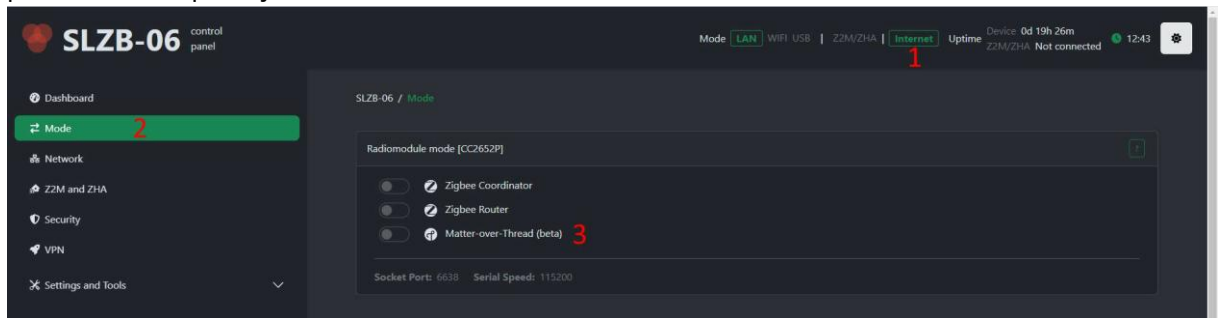 SLZB-06 control panel
Mode LAN WIFI USB | Z2M/ZHA | Internet Uptime Device 0d 19h 26m
Z2M/ZHA Not connected 12:43
1
Dashboard
Mode 2
Network
Z2M and ZHA
Security
VPN
Settings and Tools
SLZB-06 / Mode
Radiomodule mode [CC2652P]
Zigbee Coordinator
Zigbee Router
Matter-over-Thread (beta) 3
Socket Port: 6638 Serial Speed: 115200